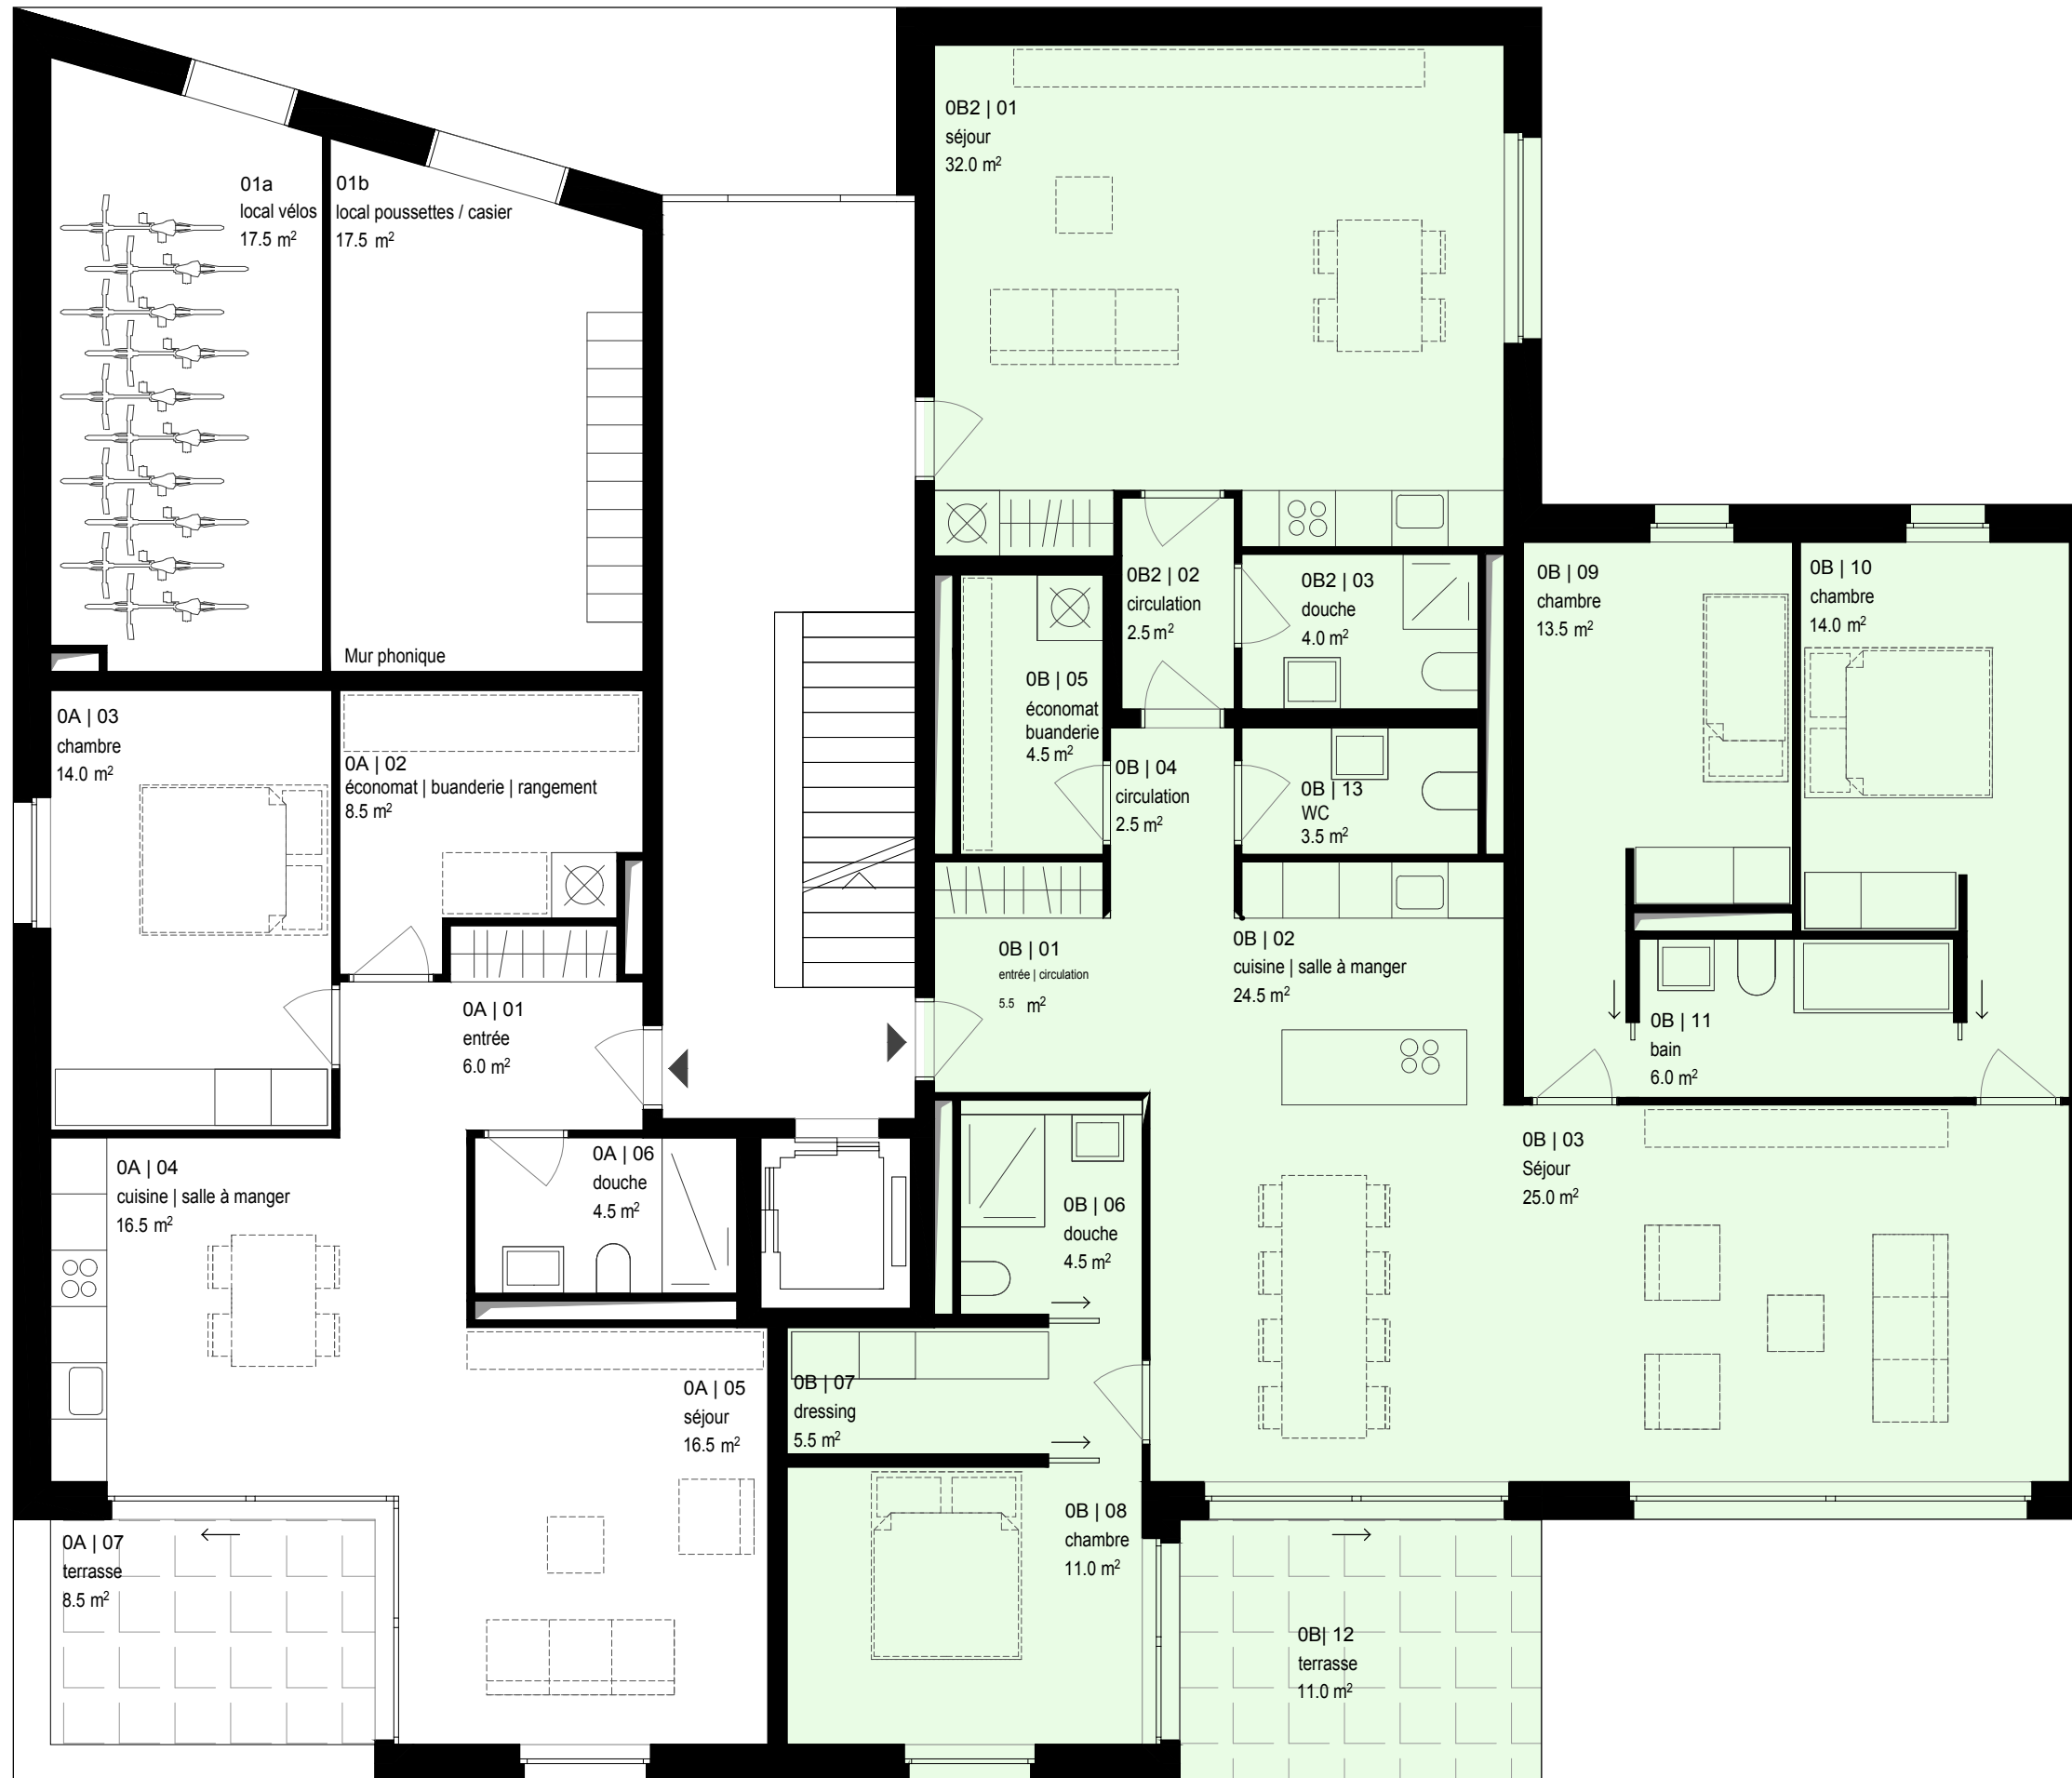 0B2 | 01
séjour
32.0 m²
01a
local vélos
17.5 m²
01b
local poussettes / casier
17.5 m²
Mur phonique
0B2 | 02
circulation
2.5 m²
0B2 | 03
douche
4.0 m²
0B | 09
chambre
13.5 m²
0B | 10
chambre
14.0 m²
0B | 05
économat
buanderie
4.5 m²
0A | 03
chambre
14.0 m²
0A | 02
économat | buanderie | rangement
8.5 m²
0B | 04
circulation
2.5 m²
0B | 13
WC
3.5 m²
0B | 01
entrée | circulation
5.5 m²
0B | 02
cuisine | salle à manger
24.5 m²
0A | 01
entrée
6.0 m²
0B | 11
bain
6.0 m²
0B | 03
Séjour
25.0 m²
0A | 04
cuisine | salle à manger
16.5 m²
0A | 06
douche
4.5 m²
0B | 06
douche
4.5 m²
0A | 05
séjour
16.5 m²
0B | 07
dressing
5.5 m²
0B | 08
chambre
11.0 m²
0A | 07
terrasse
8.5 m²
0B| 12
terrasse
11.0 m²